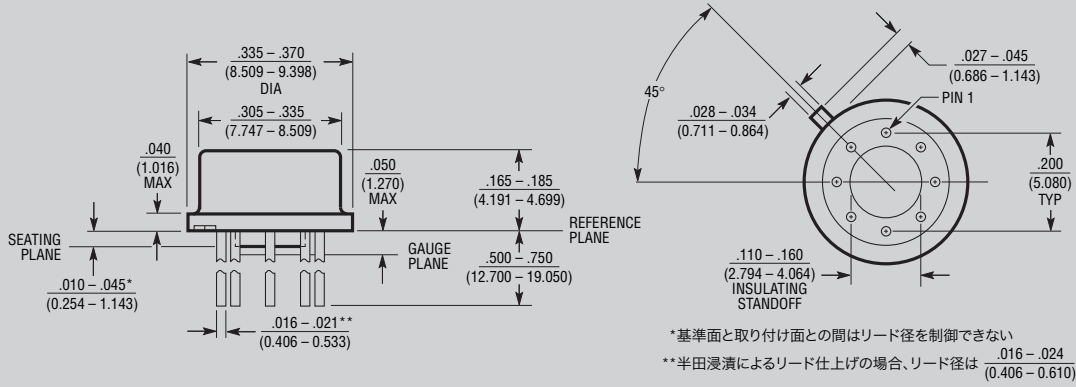 .335 – .370
(8.509 – 9.398)
DIA
.305 – .335
(7.747 – 8.509)
.040
(1.016)
MAX
.050
(1.270)
MAX
.165 – .185
(4.191 – 4.699)
REFERENCE
PLANE
SEATING
PLANE
GAUGE
PLANE
.500 – .750
(12.700 – 19.050)
.010 – .045*
(0.254 – 1.143)
.016 – .021**
(0.406 – 0.533)
45°
.028 – .034
(0.711 – 0.864)
.027 – .045
(0.686 – 1.143)
PIN 1
.200
(5.080)
TYP
.110 – .160
(2.794 – 4.064)
INSULATING
STANDOFF
*基準面と取り付け面との間はリード径を制御できない
**半田浸漬によるリード仕上げの場合、リード径は .016 – .024
(0.406 – 0.610)